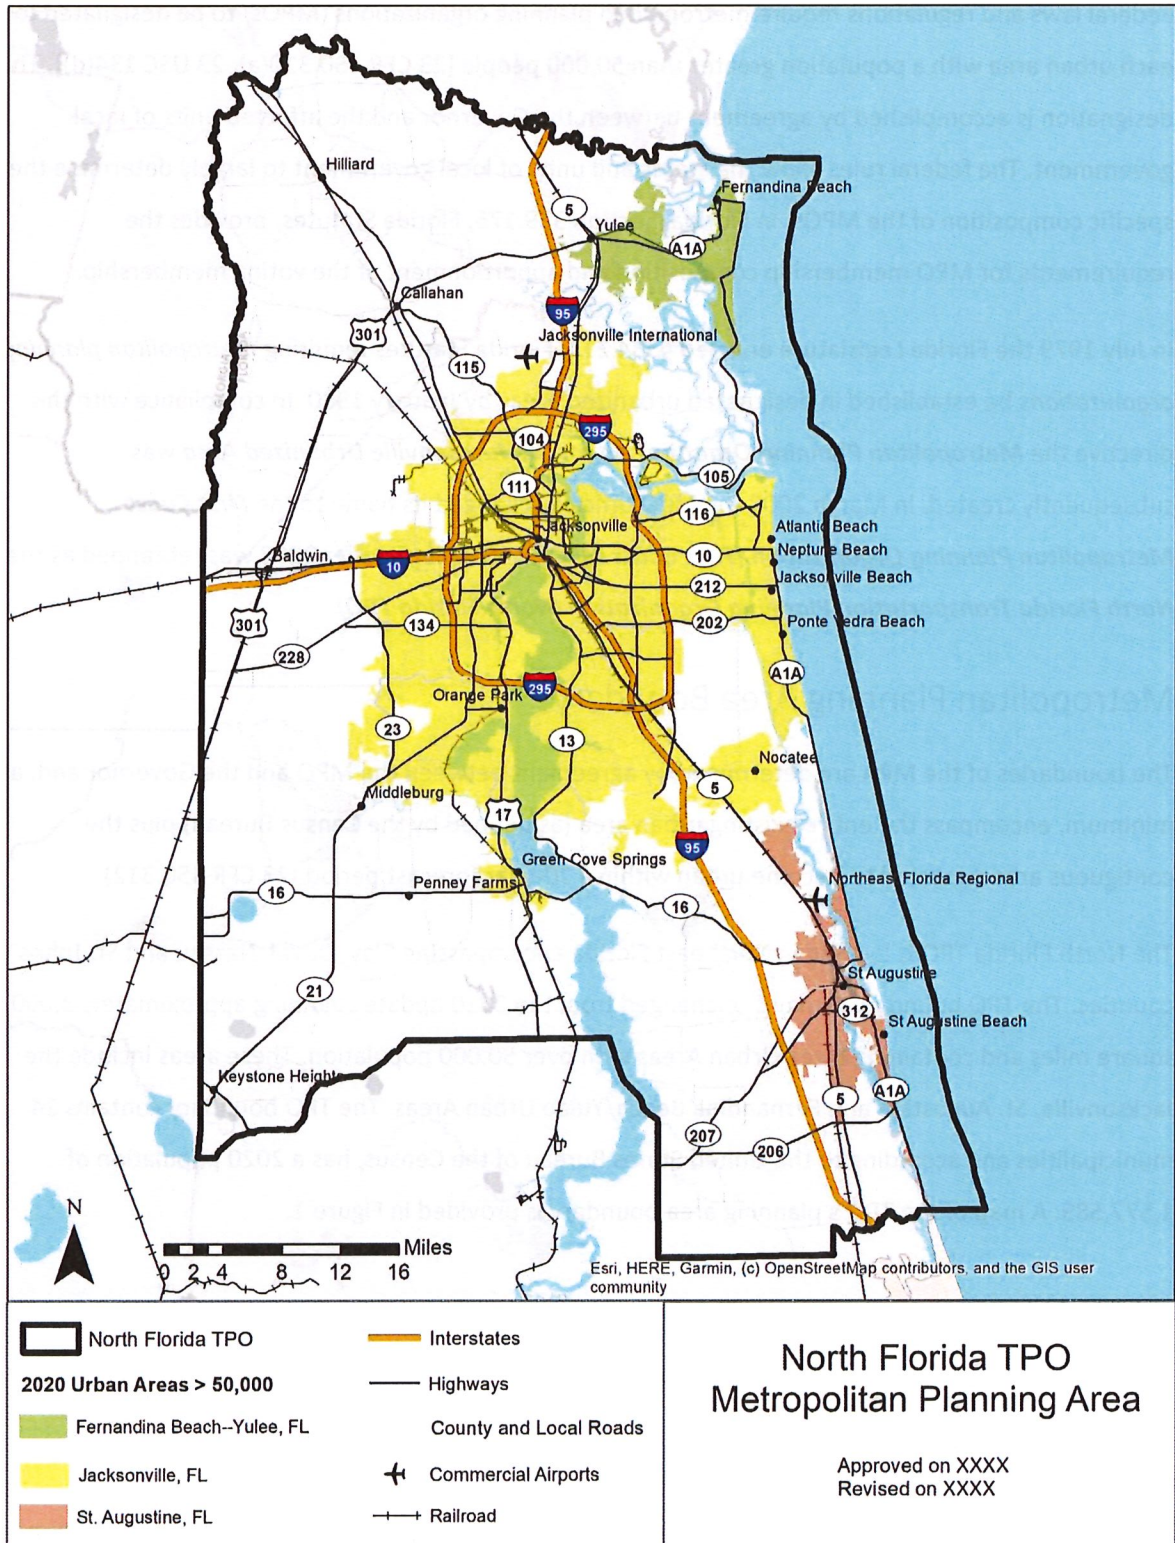 Hilliard
Fernandina Beach
5
Yulee
A1A
Callahan
95
301
Jacksonville International
115
295
104
105
111
116
Jacksonville
Atlantic Beach
10
Neptune Beach
Baldwin
10
212
Jacksonville Beach
301
134
202
Ponte Vedra Beach
228
A1A
295
Orange Park
23
13
Nocatee
5
Middleburg
17
95
Green Cove Springs
Penney Farms
Northeast Florida Regional
16
16
St Augustine
21
312
St Augustine Beach
Keystone Heights
A1A
5
207
206
N
Miles
0 2 4 8 12 16
Esri, HERE, Garmin, (c) OpenStreetMap contributors, and the GIS user
community
North Florida TPO
2020 Urban Areas > 50,000
Fernandina Beach--Yulee, FL
Jacksonville, FL
St. Augustine, FL
Interstates
Highways
County and Local Roads
Commercial Airports
Railroad
North Florida TPO
Metropolitan Planning Area
Approved on XXXX
Revised on XXXX